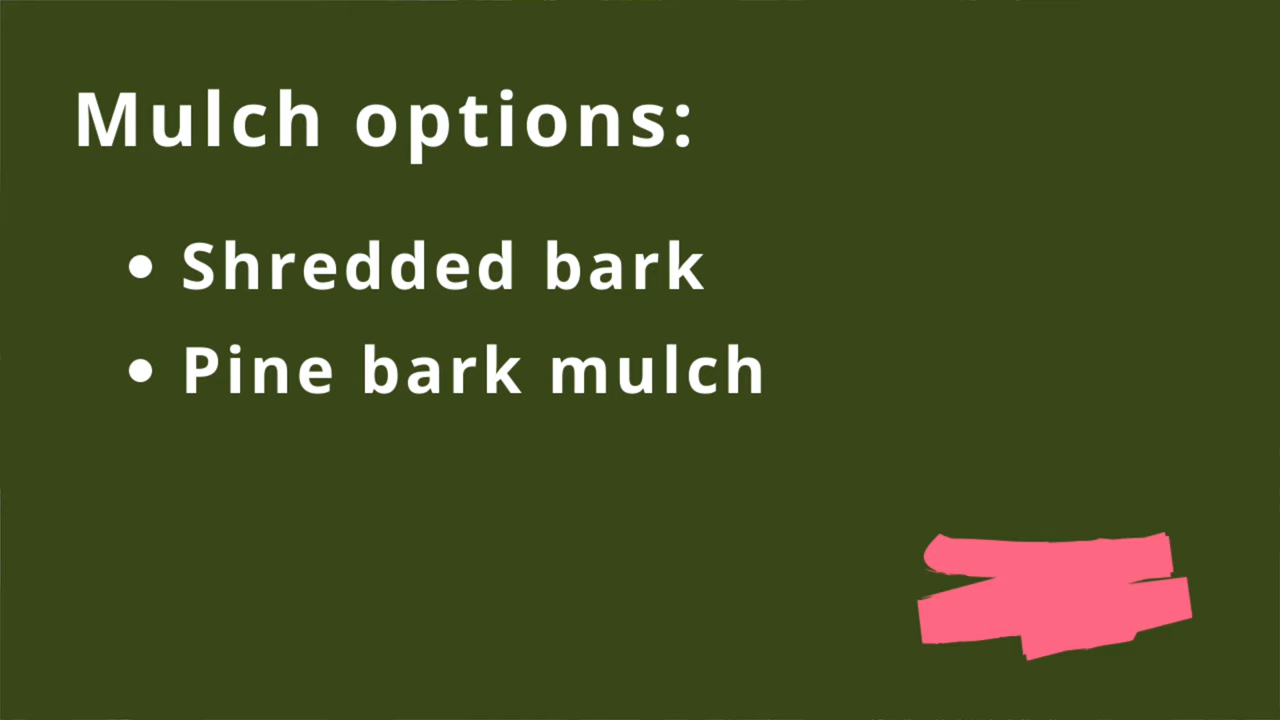 Mulch options:
• Shredded bark
• Pine bark mulch